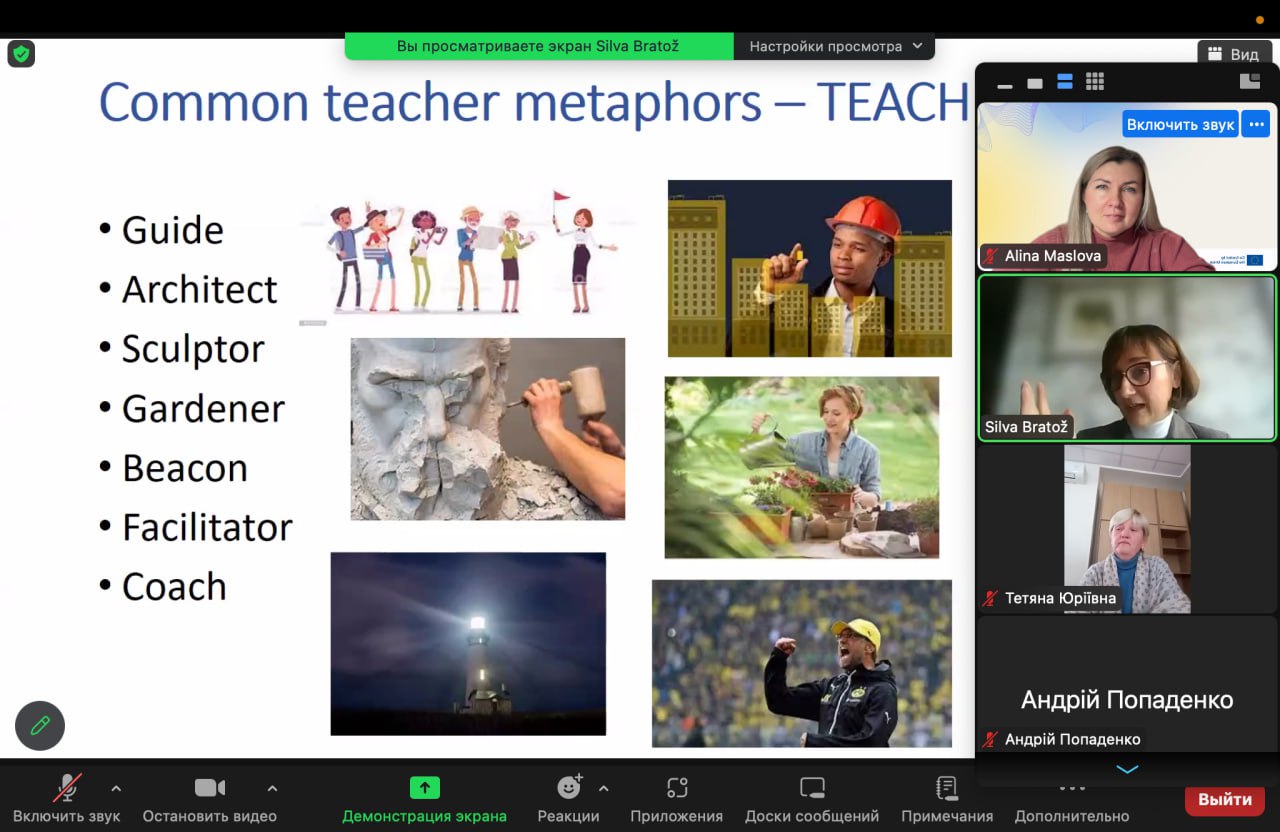 Вы просматриваете экран Silva Bratož
Настройки просмотра
Вид
Common teacher metaphors – TEACH
• Guide
• Architect
• Sculptor
• Gardener
• Beacon
• Facilitator
• Coach
Включить звук
Alina Maslova
Silva Bratož
Тетяна Юріївна
Андрій Попаденко
Андрій Попаденко
Включить звук
Остановить видео
Демонстрация экрана
Реакции
Приложения
Доски сообщений
Примечания
Дополнительно
Выйти